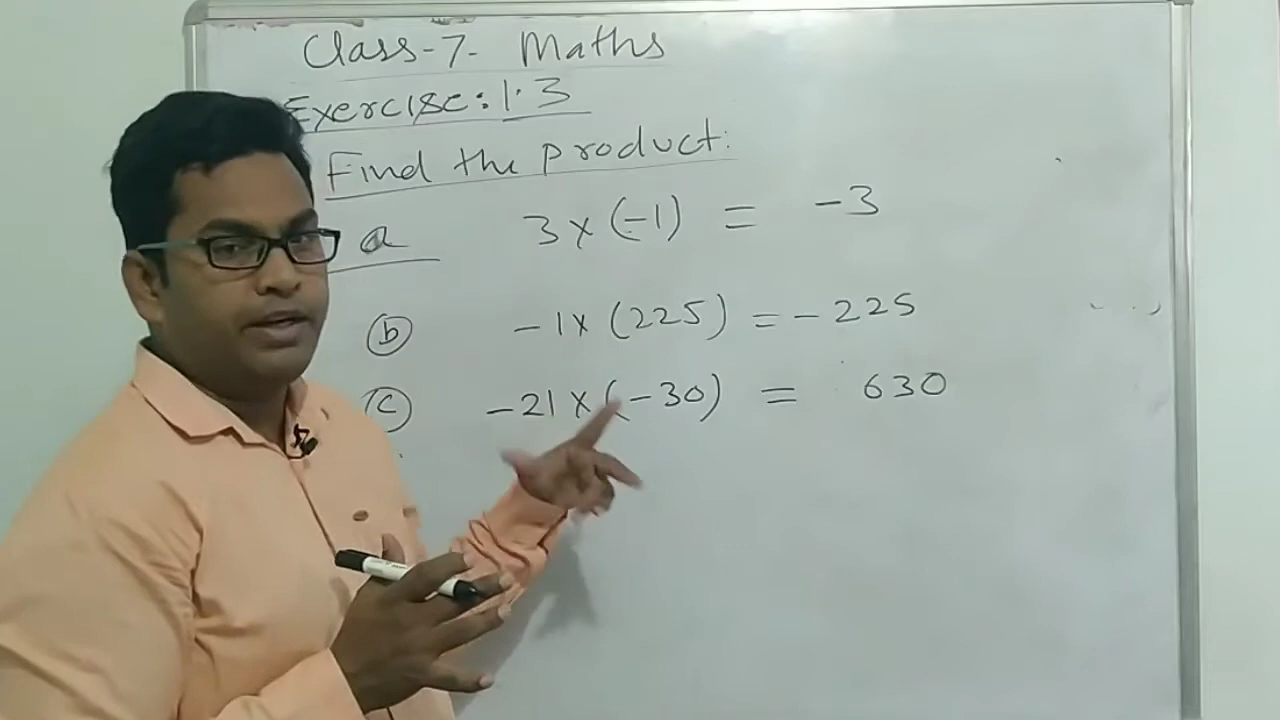 Class-7- Maths
Exercise: 1.3
Find the product:
a 3 x (-1) = -3
b -1 x (225) = -225
c -21 x (-30) = 630